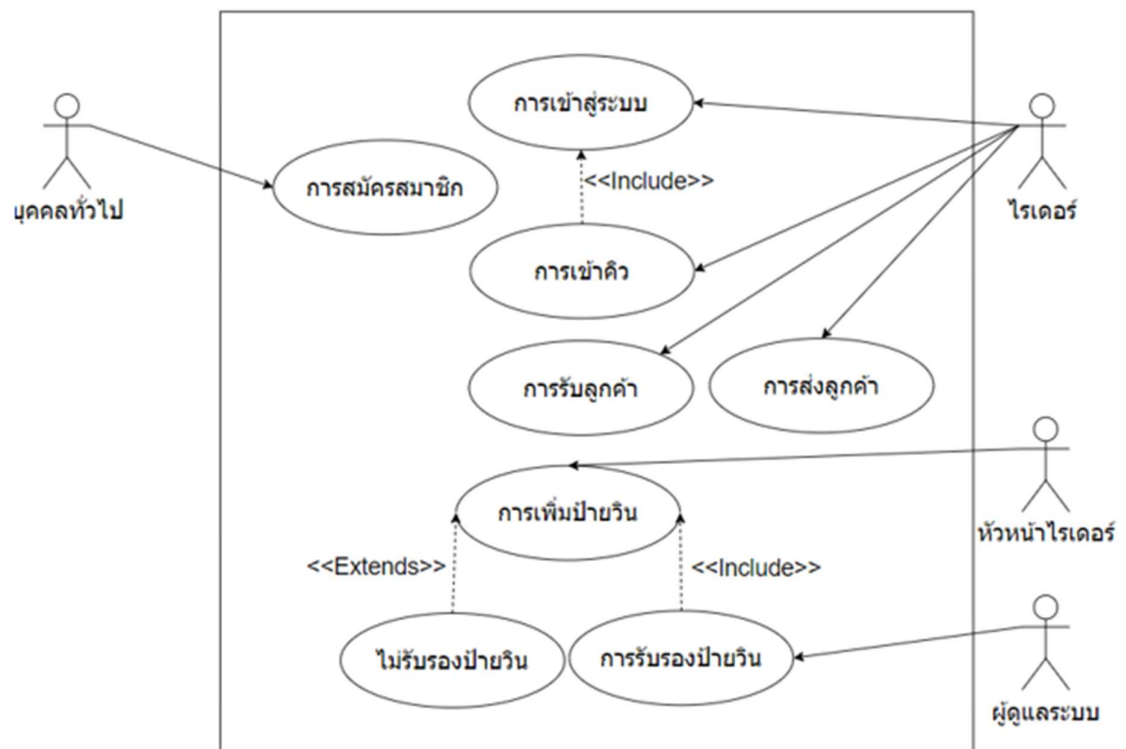 การเข้าสู่ระบบ
การสมัครสมาชิก
<<Include>>
บุคคลทั่วไป
ไรเดอร์
การเข้าคิว
การรับลูกค้า
การส่งลูกค้า
การเพิ่มป้ายวิน
หัวหน้าไรเดอร์
<<Extends>>
<<Include>>
ไม่รับรองป้ายวิน
การรับรองป้ายวิน
ผู้ดูแลระบบ